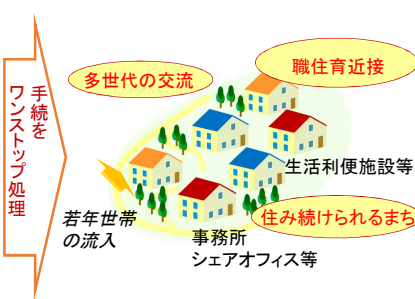 手続を
ワンストップ処理
多世代の交流
職住育近接
生活利便施設等
住み続けられるまち
若年世帯
の流入
事務所
シェアオフィス等